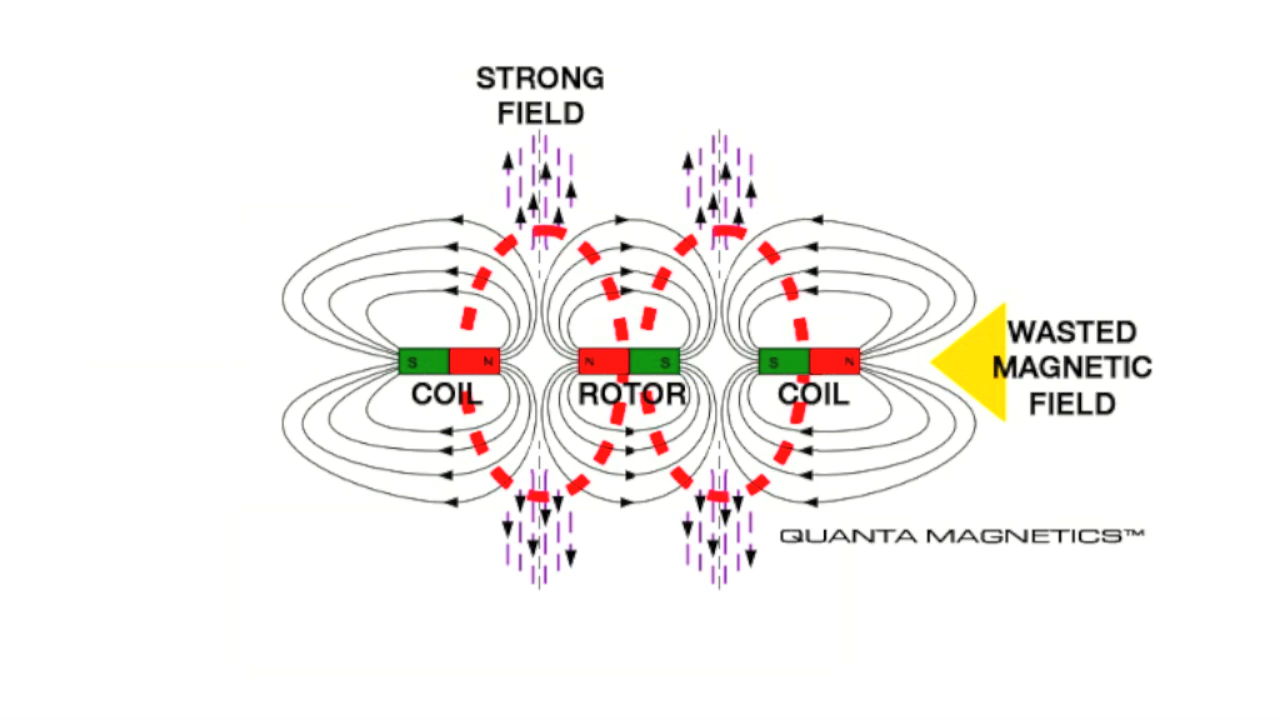 STRONG
FIELD
S N
N S
S N
COIL
ROTOR
COIL
WASTED
MAGNETIC
FIELD
QUANTA MAGNETICS™